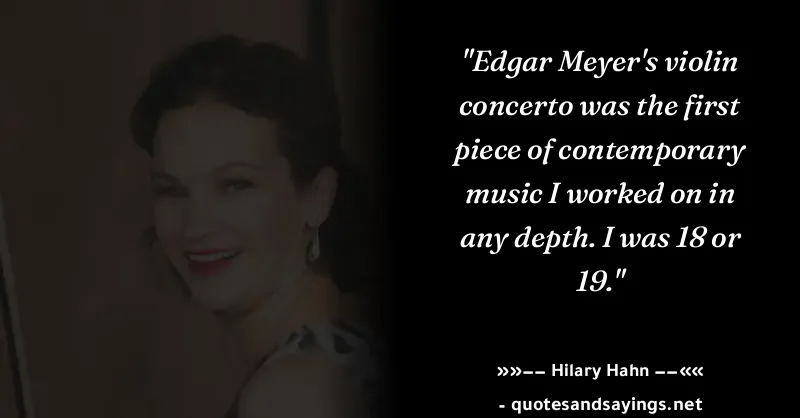 "Edgar Meyer's violin
concerto was the first
piece of contemporary
music I worked on in
any depth. I was 18 or
19."
»»−− Hilary Hahn −−««
- quotesandsayings.net